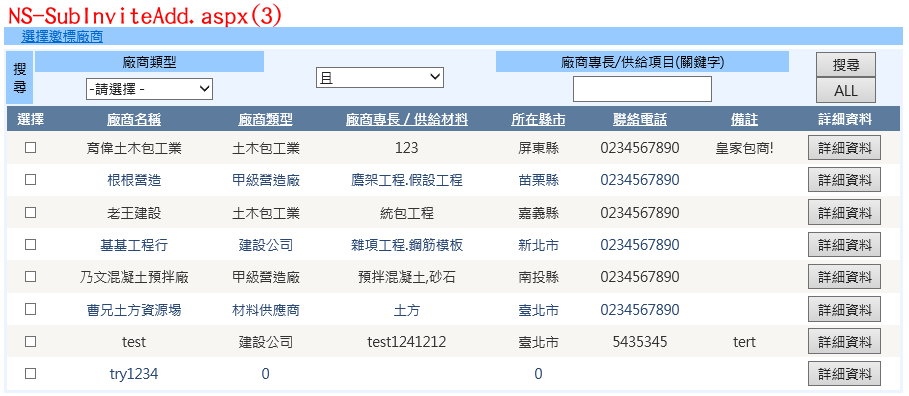 NS-SubInviteAdd.aspx(3)
選擇邀標廠商
搜尋 廠商類型 廠商專長/供給項目(關鍵字) 搜尋
-請選擇 - 且 ALL
選擇 廠商名稱 廠商類型 廠商專長 / 供給材料 所在縣市 聯絡電話 備註 詳細資料
育偉土木包工業 土木包工業 123 屏東縣 0234567890 皇家包商! 詳細資料
根根營造 甲級營造廠 鷹架工程.假設工程 苗栗縣 0234567890 詳細資料
老王建設 土木包工業 統包工程 嘉義縣 0234567890 詳細資料
基基工程行 建設公司 雜項工程.鋼筋模板 新北市 0234567890 詳細資料
乃文混凝土預拌廠 甲級營造廠 預拌混凝土,砂石 南投縣 0234567890 詳細資料
曹兄土方資源場 材料供應商 土方 臺北市 0234567890 詳細資料
test 建設公司 test1241212 臺北市 5435345 tert 詳細資料
try1234 0 0 詳細資料